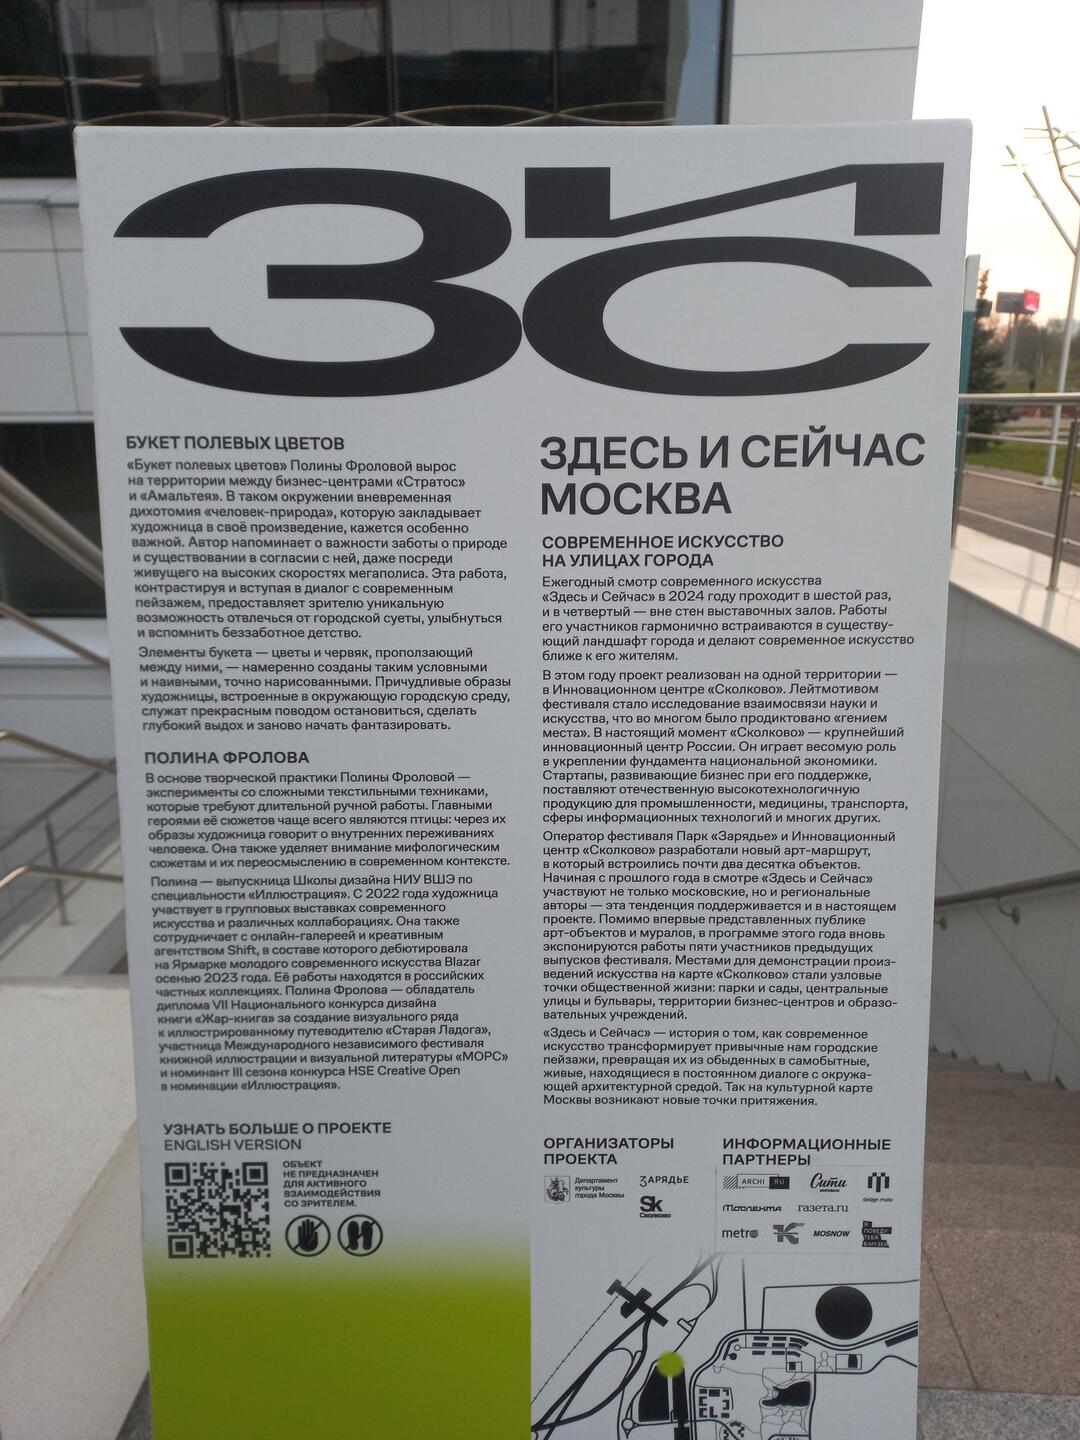 ЗИС
БУКЕТ ПОЛЕВЫХ ЦВЕТОВ
«Букет полевых цветов» Полины Фроловой вырос
на территории между бизнес-центрами «Стратос»
и «Амальтея». В таком окружении вневременная
дихотомия «человек-природа», которую закладывает
художница в своё произведение, кажется особенно
важной. Автор напоминает о важности заботы о природе
и существовании в согласии с ней, даже посреди
живущего на высоких скоростях мегаполиса. Эта работа,
контрастируя и вступая в диалог с современным
пейзажем, предоставляет зрителю уникальную
возможность отвлечься от городской суеты, улыбнуться
и вспомнить беззаботное детство.
Элементы букета — цветы и червяк, проползающий
между ними, — намеренно созданы таким условными
и наивными, точно нарисованными. Причудливые образы
художницы, встроенные в окружающую городскую среду,
служат прекрасным поводом остановиться, сделать
глубокий выдох и заново начать фантазировать.
ПОЛИНА ФРОЛОВА
В основе творческой практики Полины Фроловой —
эксперименты со сложными текстильными техниками,
которые требуют длительной ручной работы. Главными
героями её сюжетов чаще всего являются птицы: через их
образы художница говорит о внутренних переживаниях
человека. Она также уделяет внимание мифологическим
сюжетам и их переосмыслению в современном контексте.
Полина — выпускница Школы дизайна НИУ ВШЭ по
специальности «Иллюстрация». С 2022 года художница
участвует в групповых выставках современного
искусства и различных коллаборациях. Она также
сотрудничает с онлайн-галереей и креативным
агентством Shift, в составе которого дебютировала
на Ярмарке молодого современного искусства Blazar
осенью 2023 года. Её работы находятся в российских
частных коллекциях. Полина Фролова — обладатель
диплома VII Национального конкурса дизайна
книги «Жар-книга» за создание визуального ряда
к иллюстрированному путеводителю «Старая Ладога»,
участница Международного независимого фестиваля
книжной иллюстрации и визуальной литературы «МОРС»
и номинант III сезона конкурса HSE Creative Open
в номинации «Иллюстрация».
УЗНАТЬ БОЛЬШЕ О ПРОЕКТЕ
ENGLISH VERSION
ОБЪЕКТ
НЕ ПРЕДНАЗНАЧЕН
ДЛЯ АКТИВНОГО
ВЗАИМОДЕЙСТВИЯ
СО ЗРИТЕЛЕМ.
ЗДЕСЬ И СЕЙЧАС
МОСКВА
СОВРЕМЕННОЕ ИСКУССТВО
НА УЛИЦАХ ГОРОДА
Ежегодный смотр современного искусства
«Здесь и Сейчас» в 2024 году проходит в шестой раз,
и в четвертый — вне стен выставочных залов. Работы
его участников гармонично встраиваются в существу-
ющий ландшафт города и делают современное искусство
ближе к его жителям.
В этом году проект реализован на одной территории —
в Инновационном центре «Сколково». Лейтмотивом
фестиваля стало исследование взаимосвязи науки и
искусства, что во многом было продиктовано «гением
места». В настоящий момент «Сколково» — крупнейший
инновационный центр России. Он играет весомую роль
в укреплении фундамента национальной экономики.
Стартапы, развивающие бизнес при его поддержке,
поставляют отечественную высокотехнологичную
продукцию для промышленности, медицины, транспорта,
сферы информационных технологий и многих других.
Оператор фестиваля Парк «Зарядье» и Инновационный
центр «Сколково» разработали новый арт-маршрут,
в который встроились почти два десятка объектов.
Начиная с прошлого года в смотре «Здесь и Сейчас»
участвуют не только московские, но и региональные
авторы — эта тенденция поддерживается и в настоящем
проекте. Помимо впервые представленных публике
арт-объектов и муралов, в программе этого года вновь
экспонируются работы пяти участников предыдущих
выпусков фестиваля. Местами для демонстрации произ-
ведений искусства на карте «Сколково» стали узловые
точки общественной жизни: парки и сады, центральные
улицы и бульвары, территории бизнес-центров и образо-
вательных учреждений.
«Здесь и Сейчас» — история о том, как современное
искусство трансформирует привычные нам городские
пейзажи, превращая их из обыденных в самобытные,
живые, находящиеся в постоянном диалоге с окружа-
ющей архитектурной средой. Так на культурной карте
Москвы возникают новые точки притяжения.
ОРГАНИЗАТОРЫ
ПРОЕКТА
Департамент
культуры
города Москвы
ЗАРЯДЬЕ
Sk
Сколково
ИНФОРМАЦИОННЫЕ
ПАРТНЕРЫ
ARCHI RU
Сити
design mate
Мослента
газета.ru
metro
MOSNOW
Я
ПОВЕДУ
ТЕБЯ
В МУЗЕЙ